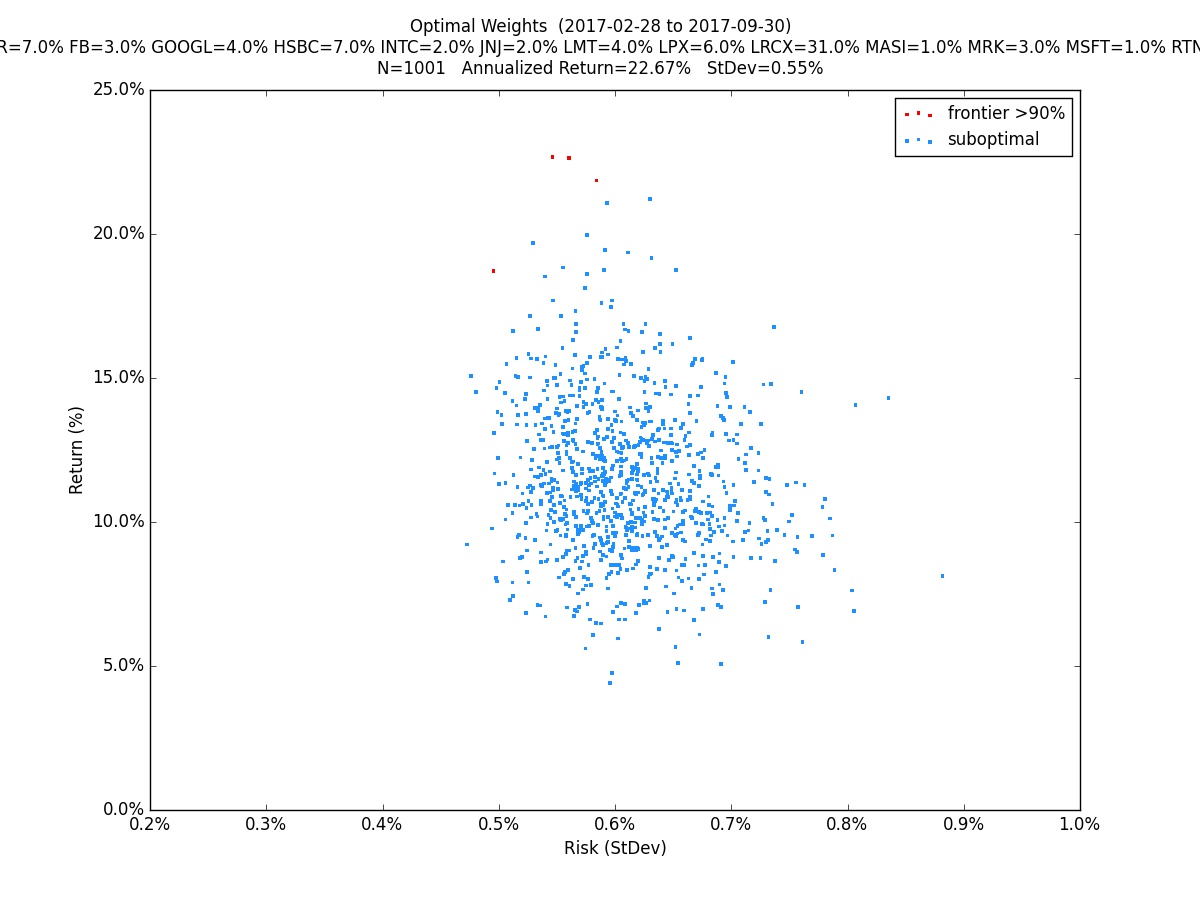 Optimal Weights (2017-02-28 to 2017-09-30)
R=7.0% FB=3.0% GOOGL=4.0% HSBC=7.0% INTC=2.0% JNJ=2.0% LMT=4.0% LPX=6.0% LRCX=31.0% MASI=1.0% MRK=3.0% MSFT=1.0% RTN
N=1001 Annualized Return=22.67% StDev=0.55%
25.0%
frontier >90%
suboptimal
20.0%
15.0%
Return (%)
10.0%
5.0%
0.0%
0.2% 0.3% 0.4% 0.5% 0.6% 0.7% 0.8% 0.9% 1.0%
Risk (StDev)